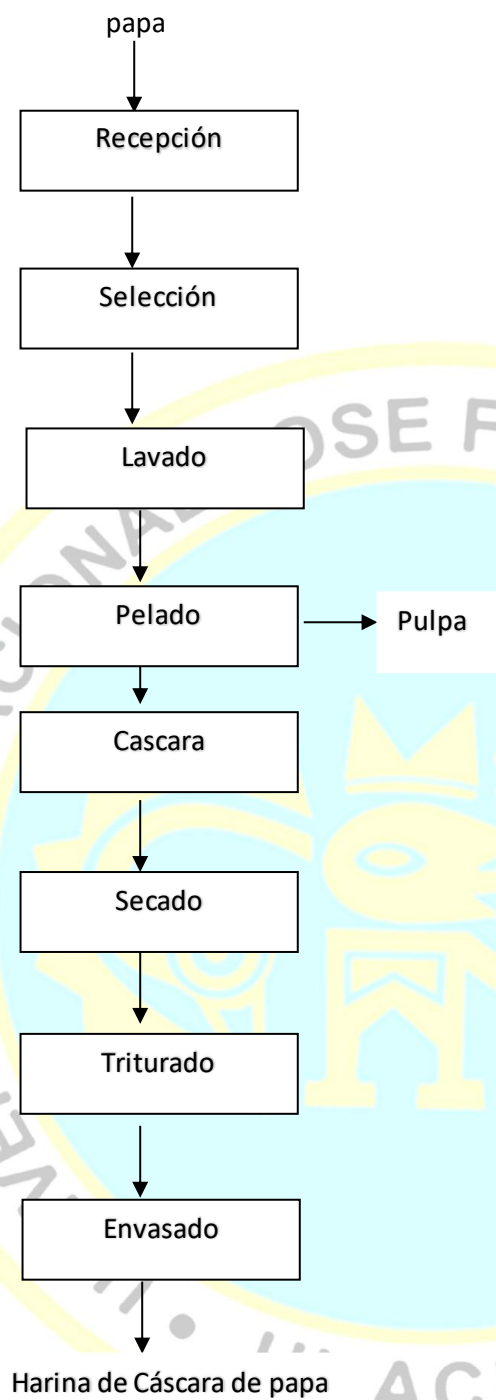 papa
Recepción
Selección
Lavado
Pelado
Pulpa
Cascara
Secado
Triturado
Envasado
Harina de Cáscara de papa